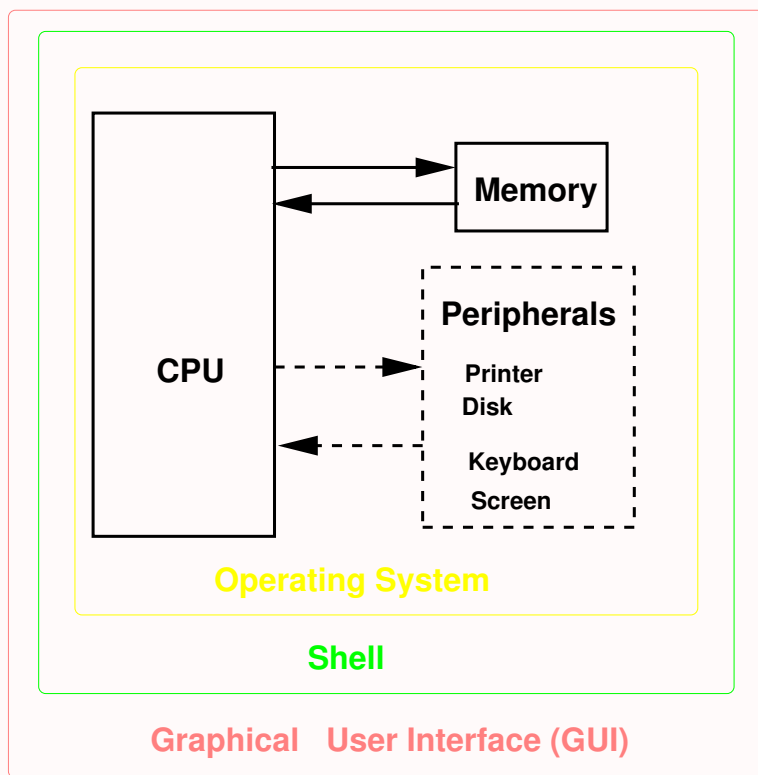 Memory
Peripherals
CPU
Printer
Disk
Keyboard
Screen
Operating System
Shell
Graphical User Interface (GUI)